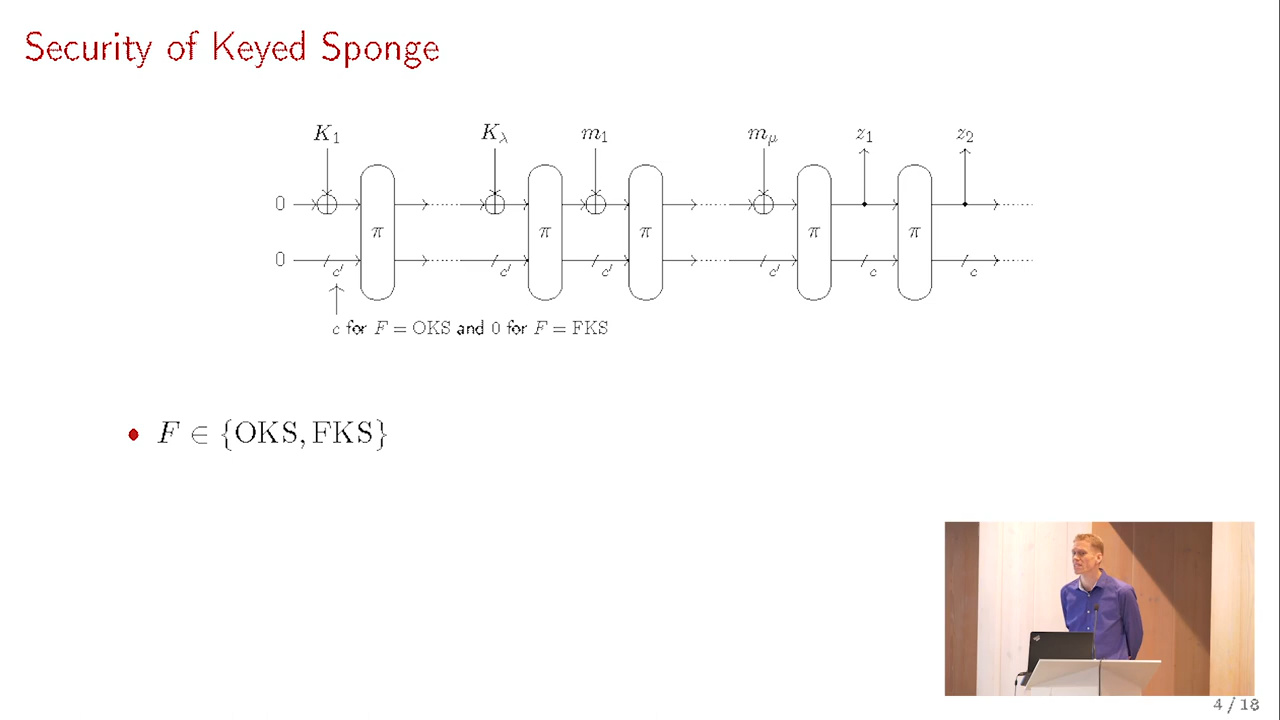 Security of Keyed Sponge
K₁ K_λ m₁ m_μ z₁ z₂
0
π π π π π
0
c′ c′ c′ c′ c c
c for F = OKS and 0 for F = FKS
• F ∈ {OKS, FKS}
4 / 18